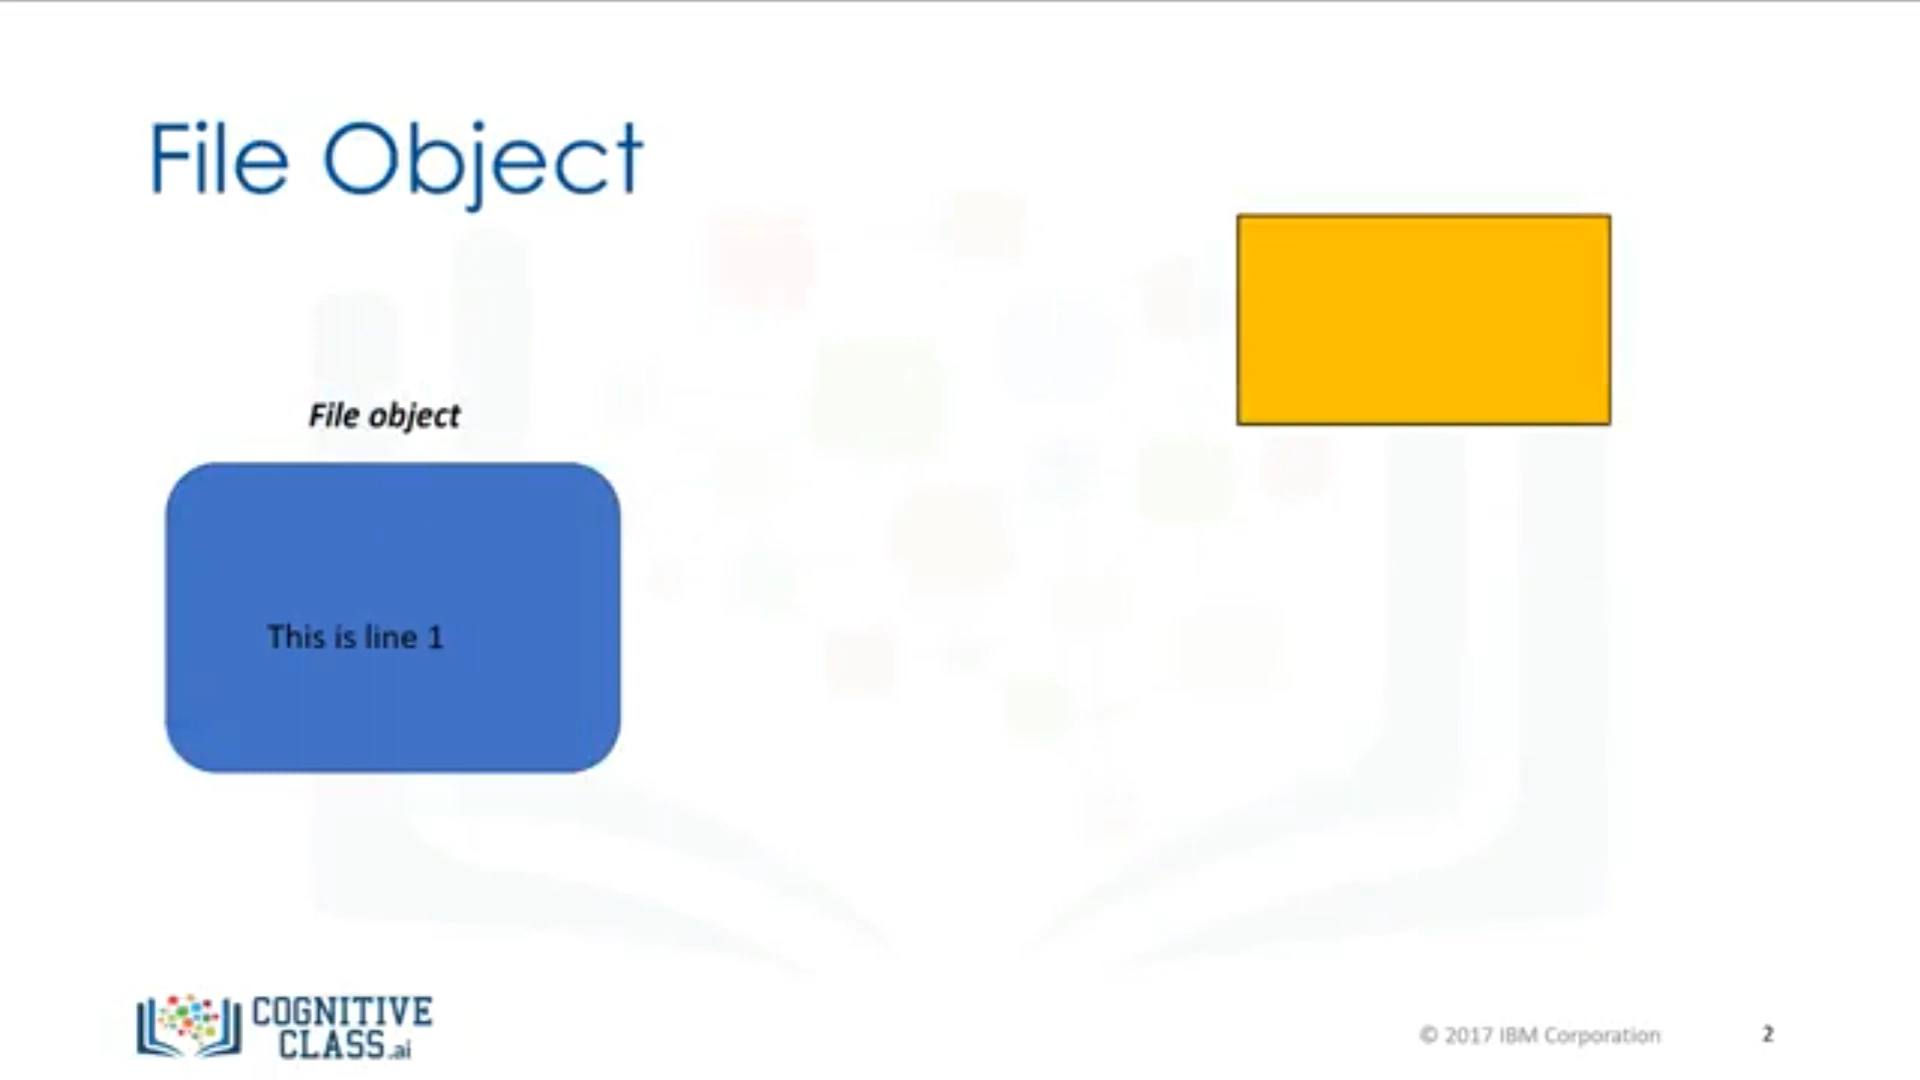 File Object
File object
This is line 1
COGNITIVE
CLASS.ai
© 2017 IBM Corporation
2